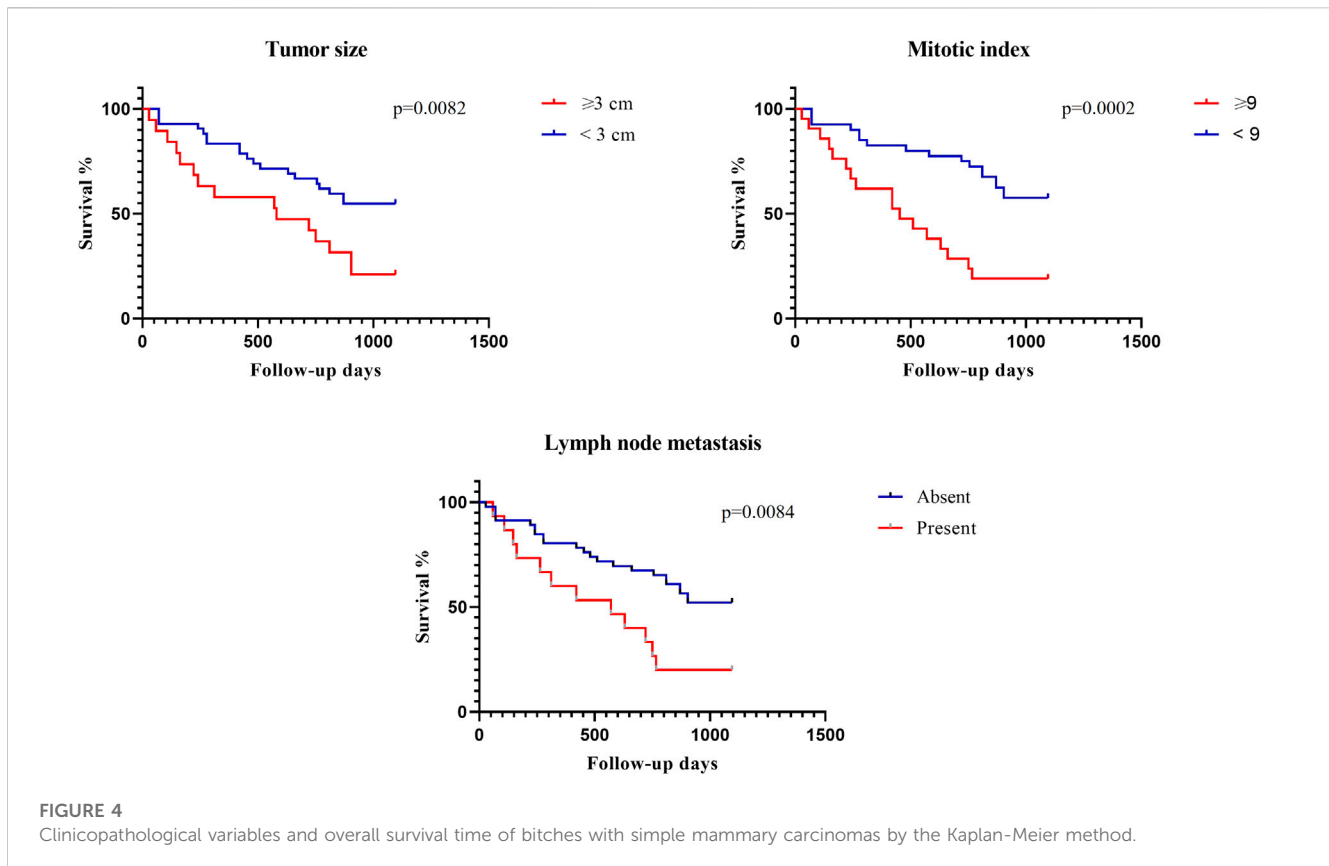 Tumor size
p=0.0082
⩾3 cm
< 3 cm
Survival %
100
50
0
0 500 1000 1500
Follow-up days
Mitotic index
p=0.0002
⩾9
< 9
Survival %
100
50
0
0 500 1000 1500
Follow-up days
Lymph node metastasis
p=0.0084
Absent
Present
Survival %
100
50
0
0 500 1000 1500
Follow-up days
FIGURE 4
Clinicopathological variables and overall survival time of bitches with simple mammary carcinomas by the Kaplan-Meier method.